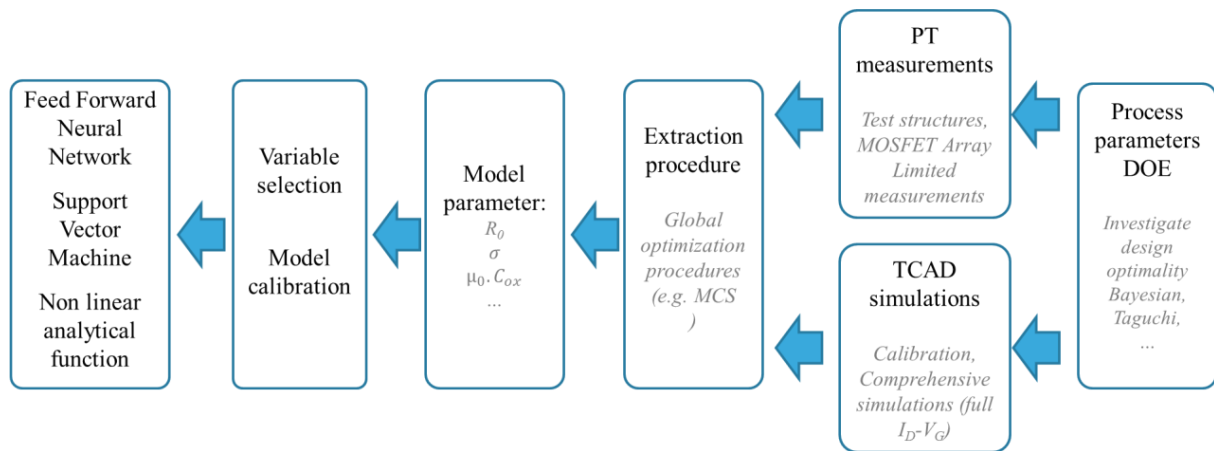 Feed Forward
Neural
Network
Support
Vector
Machine
Non linear
analytical
function
Variable
selection
Model
calibration
Model
parameter:
R₀
σ
μ₀. Cₒₓ
...
Extraction
procedure
Global
optimization
procedures
(e.g. MCS
)
PT
measurements
Test structures,
MOSFET Array
Limited
measurements
TCAD
simulations
Calibration,
Comprehensive
simulations (full
I_D-V_G)
Process
parameters
DOE
Investigate
design
optimality
Bayesian,
Taguchi,
...